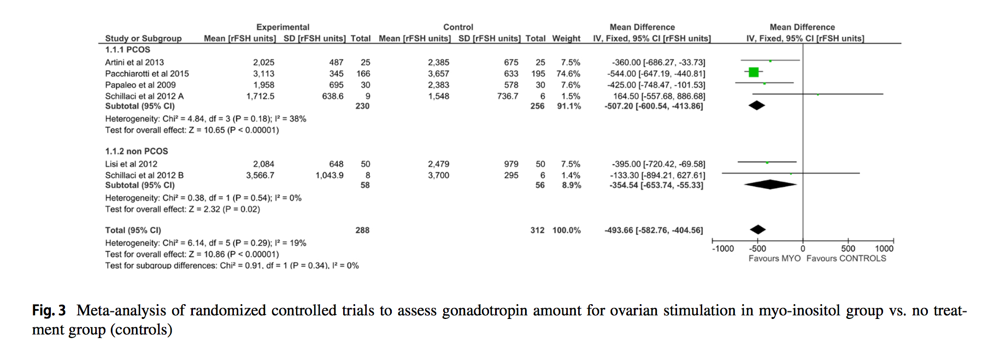 Experimental Control Mean Difference Mean Difference
Study or Subgroup Mean [rFSH units] SD [rFSH units] Total Mean [rFSH units] SD [rFSH units] Total Weight IV, Fixed, 95% CI [rFSH units] IV, Fixed, 95% CI [rFSH units]
1.1.1 PCOS
Artini et al 2013 2,025 487 25 2,385 675 25 7.5% -360.00 [-686.27, -33.73]
Pacchiarotti et al 2015 3,113 345 166 3,657 633 195 74.6% -544.00 [-647.19, -440.81]
Papaleo et al 2009 1,958 695 30 2,383 578 30 7.6% -425.00 [-748.47, -101.53]
Schillaci et al 2012 A 1,712.5 638.6 9 1,548 736.7 6 1.5% 164.50 [-557.68, 886.68]
Subtotal (95% CI) 230 256 91.1% -507.20 [-600.54, -413.86]
Heterogeneity: Chi² = 4.84, df = 3 (P = 0.18); I² = 38%
Test for overall effect: Z = 10.65 (P < 0.00001)
1.1.2 non PCOS
Lisi et al 2012 2,084 648 50 2,479 979 50 7.5% -395.00 [-720.42, -69.58]
Schillaci et al 2012 B 3,566.7 1,043.9 8 3,700 295 6 1.4% -133.30 [-894.21, 627.61]
Subtotal (95% CI) 58 56 8.9% -354.54 [-653.74, -55.33]
Heterogeneity: Chi² = 0.38, df = 1 (P = 0.54); I² = 0%
Test for overall effect: Z = 2.32 (P = 0.02)
Total (95% CI) 288 312 100.0% -493.66 [-582.76, -404.56]
Heterogeneity: Chi² = 6.14, df = 5 (P = 0.29); I² = 19%
Test for overall effect: Z = 10.86 (P < 0.00001)
Test for subgroup differences: Chi² = 0.91, df = 1 (P = 0.34), I² = 0%
-1000 -500 0 500 1000
Favours MYO Favours CONTROLS
Fig. 3 Meta-analysis of randomized controlled trials to assess gonadotropin amount for ovarian stimulation in myo-inositol group vs. no treat-
ment group (controls)